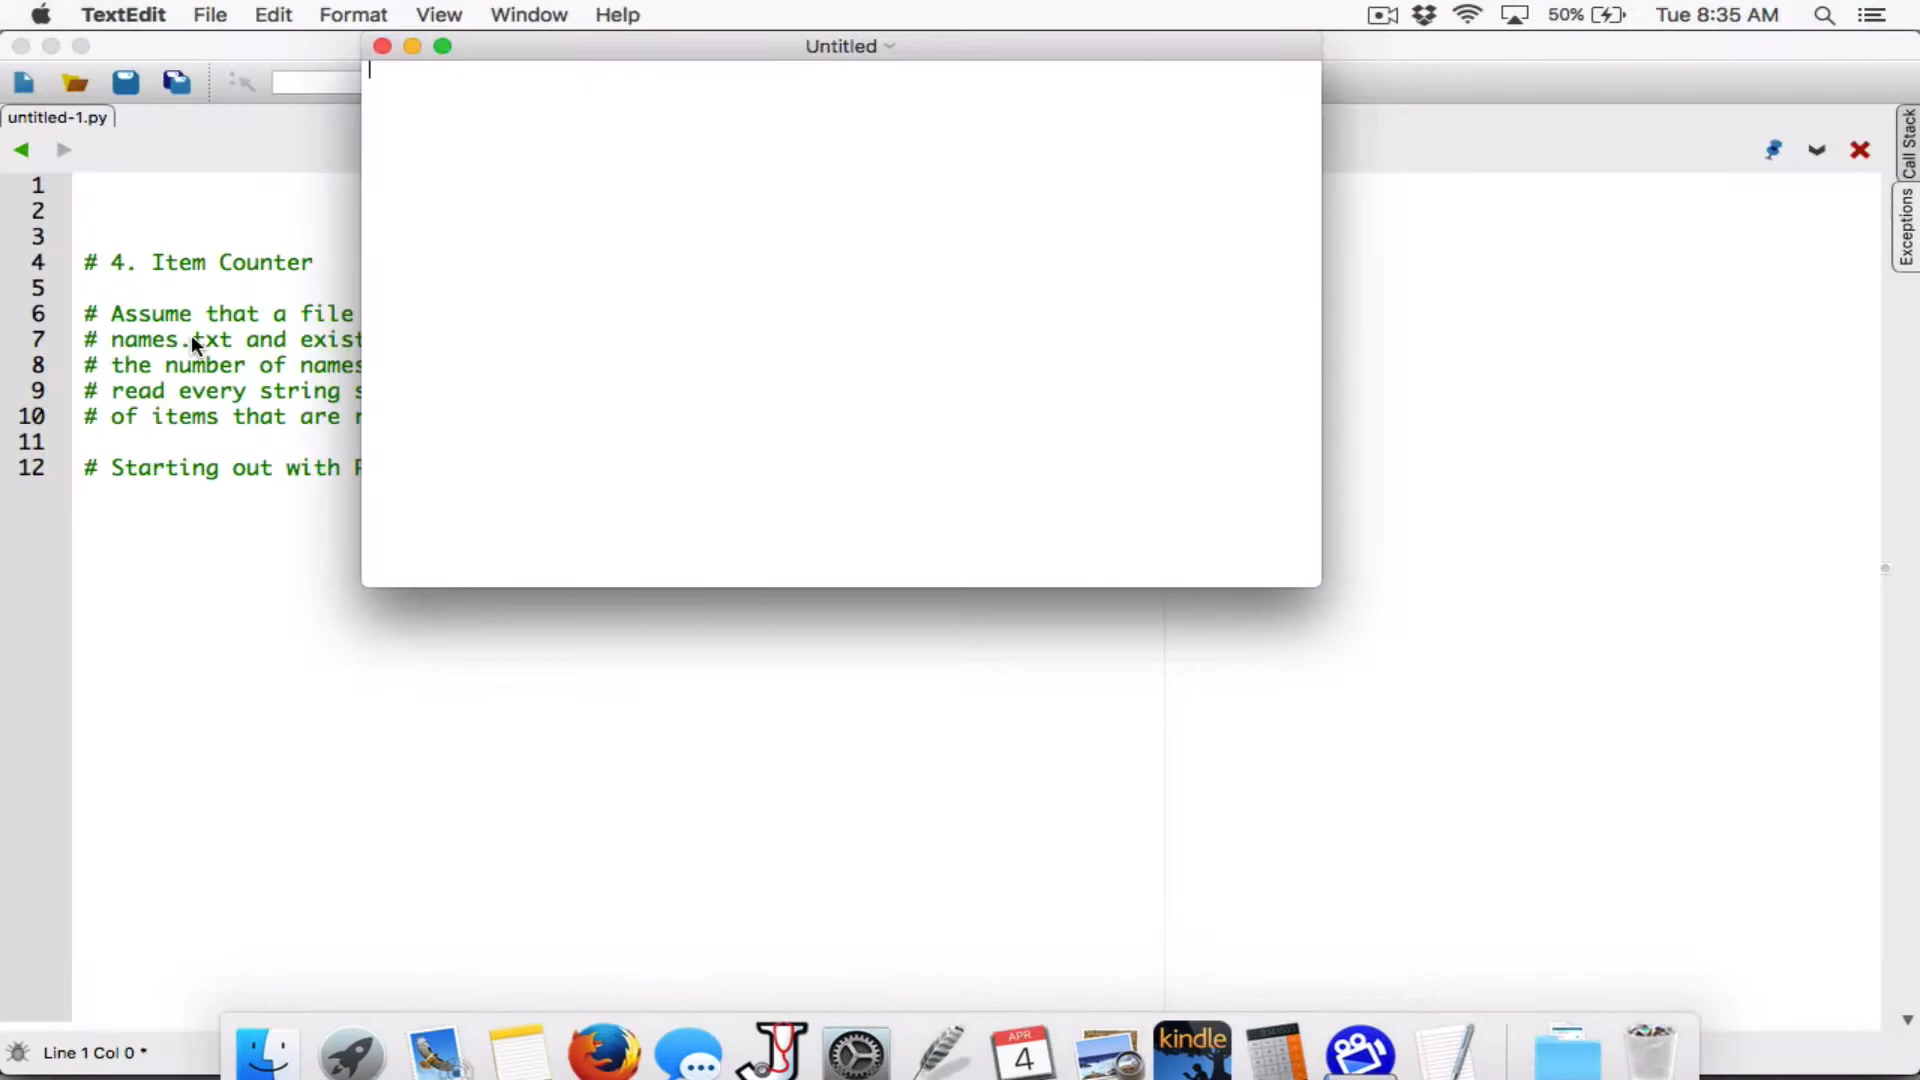 TextEdit File Edit Format View Window Help 50% Tue 8:35 AM
Untitled
untitled-1.py
Call Stack
Exceptions
1
2
3
4 # 4. Item Counter
5
6 # Assume that a file
7 # names.txt and exist
8 # the number of names
9 # read every string s
10 # of items that are r
11
12 # Starting out with P
Line 1 Col 0 *
APR
4
kindle